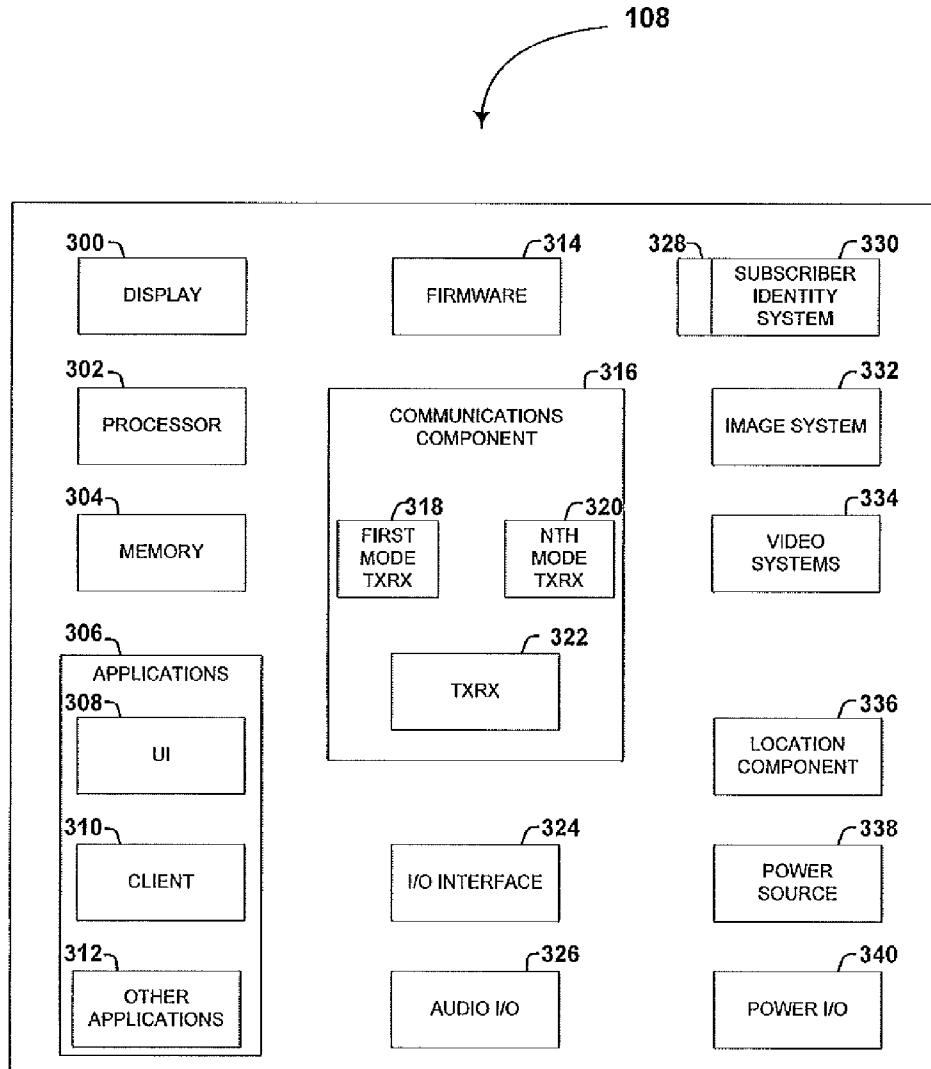 108
300
DISPLAY
314
FIRMWARE
328
330
SUBSCRIBER
IDENTITY
SYSTEM
302
PROCESSOR
316
COMMUNICATIONS
COMPONENT
332
IMAGE SYSTEM
304
MEMORY
318
FIRST
MODE
TXRX
320
NTH
MODE
TXRX
334
VIDEO
SYSTEMS
306
APPLICATIONS
308
UI
322
TXRX
336
LOCATION
COMPONENT
310
CLIENT
324
I/O INTERFACE
338
POWER
SOURCE
312
OTHER
APPLICATIONS
326
AUDIO I/O
340
POWER I/O